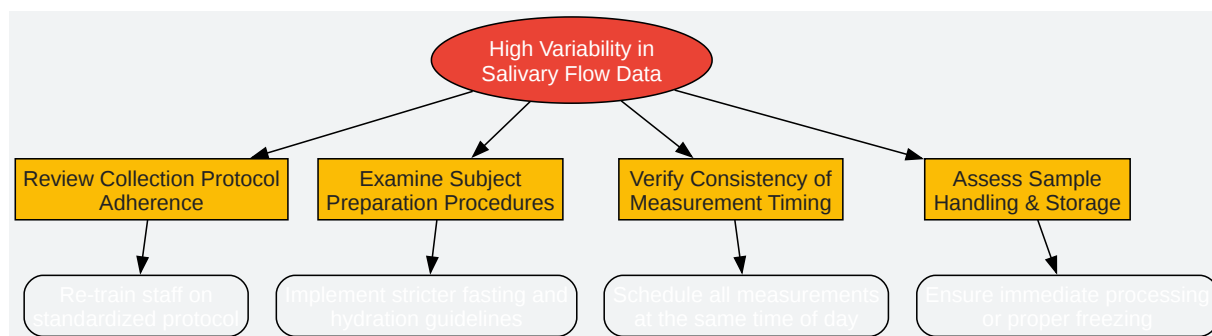 High Variability in
Salivary Flow Data
Review Collection Protocol
Adherence
Examine Subject
Preparation Procedures
Verify Consistency of
Measurement Timing
Assess Sample
Handling & Storage
Re-train staff on
standardized protocol
Implement stricter fasting and
hydration guidelines
Schedule all measurements
at the same time of day
Ensure immediate processing
or proper freezing